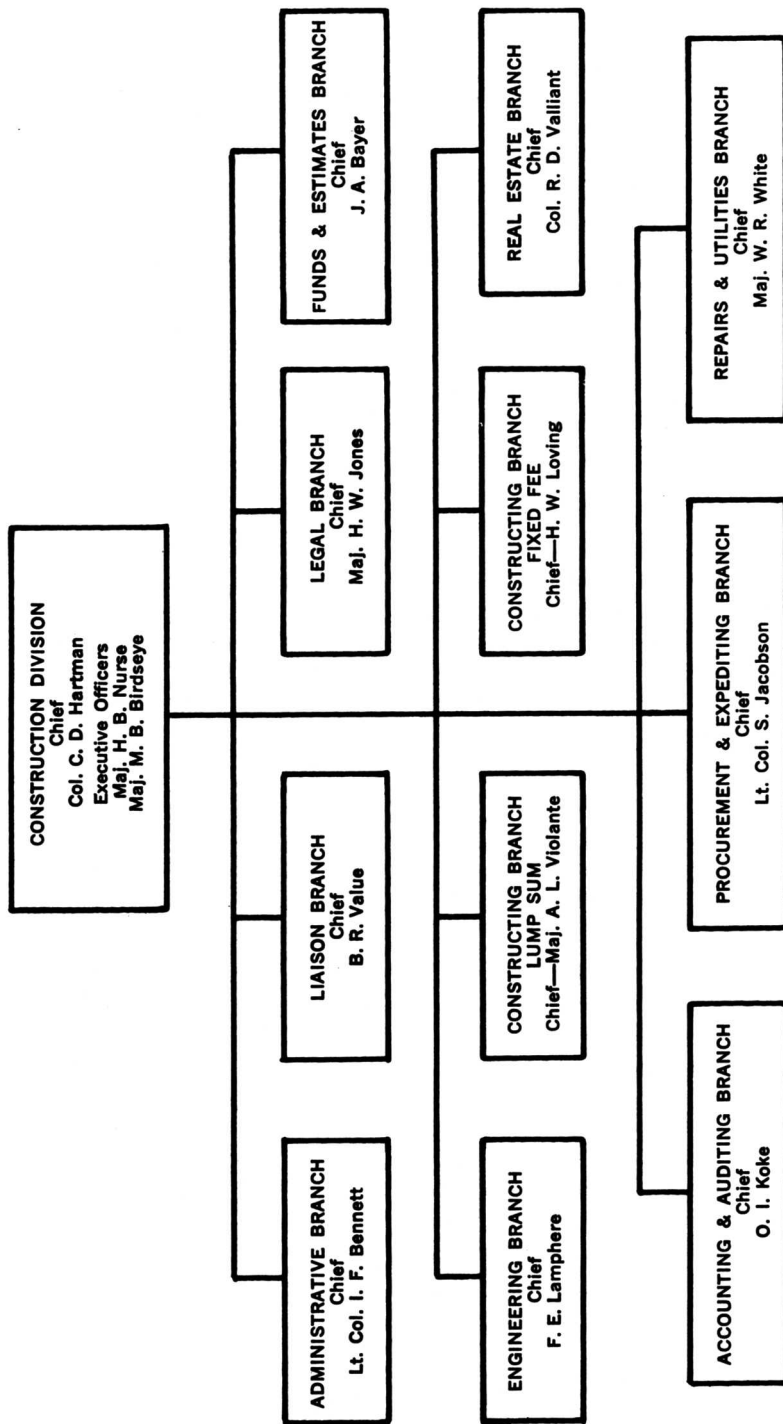 CONSTRUCTION DIVISION
Chief
Col. C. D. Hartman
Executive Officers
Maj. H. B. Nurse
Maj. M. B. Birdseye
ADMINISTRATIVE BRANCH
Chief
Lt. Col. I. F. Bennett
LIAISON BRANCH
Chief
B. R. Value
LEGAL BRANCH
Chief
Maj. H. W. Jones
FUNDS & ESTIMATES BRANCH
Chief
J. A. Bayer
ENGINEERING BRANCH
Chief
F. E. Lamphere
CONSTRUCTING BRANCH
LUMP SUM
Chief—Maj. A. L. Violante
CONSTRUCTING BRANCH
FIXED FEE
Chief—H. W. Loving
REAL ESTATE BRANCH
Chief
Col. R. D. Valliant
ACCOUNTING & AUDITING BRANCH
Chief
O. I. Koke
PROCUREMENT & EXPEDITING BRANCH
Chief
Lt. Col. S. Jacobson
REPAIRS & UTILITIES BRANCH
Chief
Maj. W. R. White